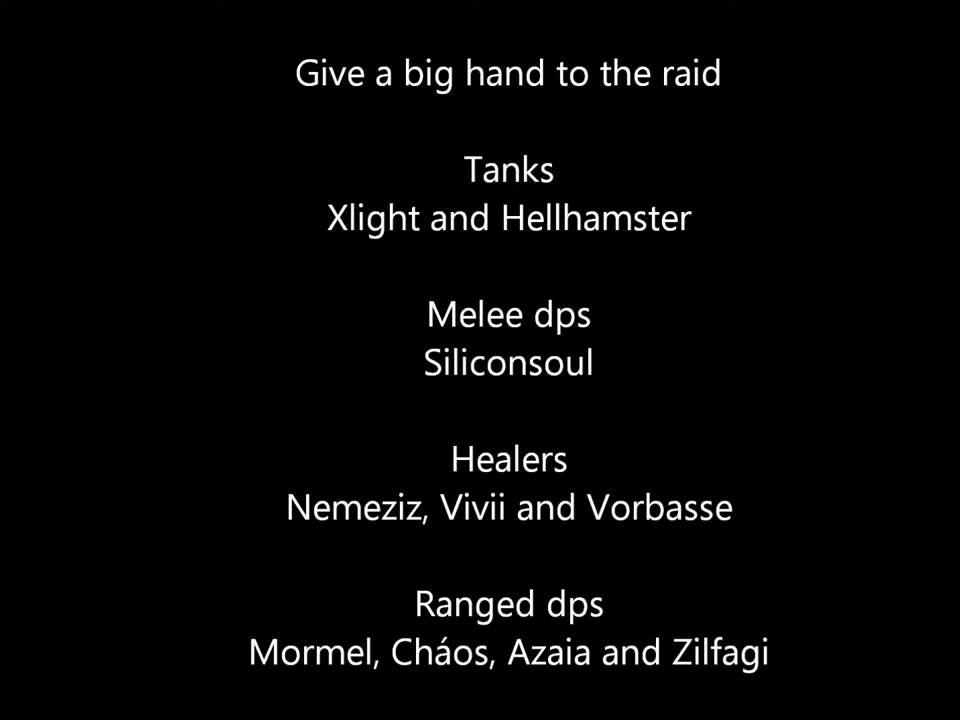 Give a big hand to the raid
Tanks
Xlight and Hellhamster
Melee dps
Siliconsoul
Healers
Nemeziz, Vivii and Vorbasse
Ranged dps
Mormel, Cháos, Azaia and Zilfagi